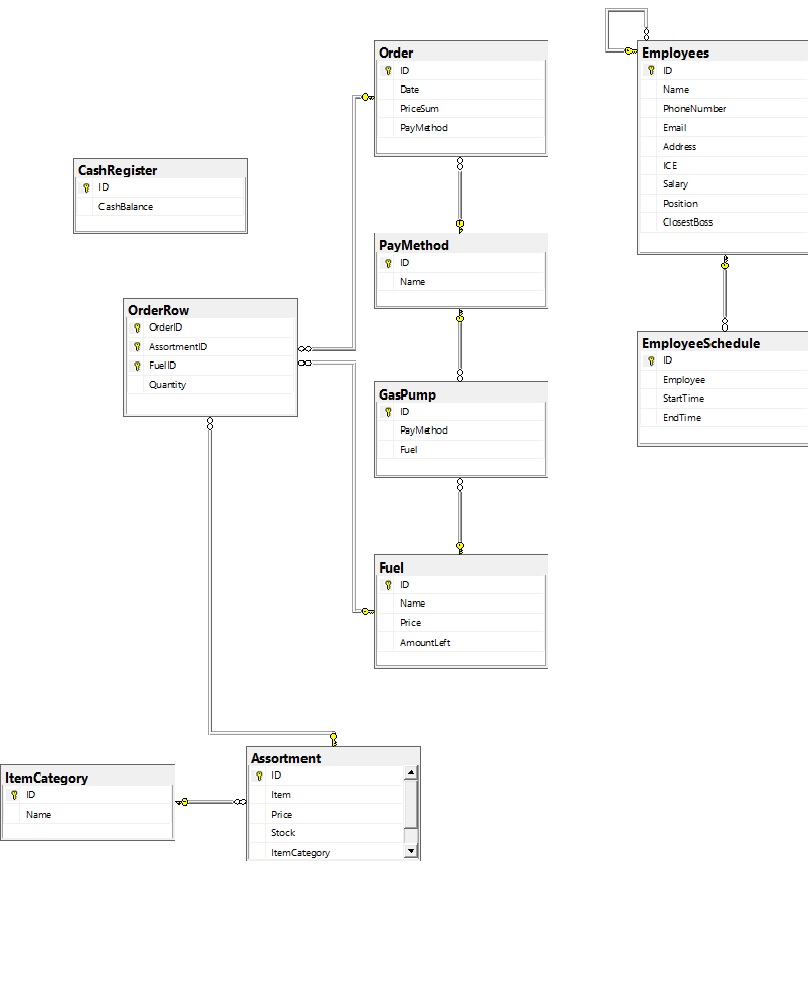 Order
ID
Date
PriceSum
PayMethod
Employees
ID
Name
PhoneNumber
Email
Address
ICE
Salary
Position
ClosestBoss
CashRegister
ID
CashBalance
PayMethod
ID
Name
OrderRow
OrderID
AssortmentID
FuelID
Quantity
EmployeeSchedule
ID
Employee
StartTime
EndTime
GasPump
ID
PayMethod
Fuel
Fuel
ID
Name
Price
AmountLeft
Assortment
ID
Item
Price
Stock
ItemCategory
ItemCategory
ID
Name